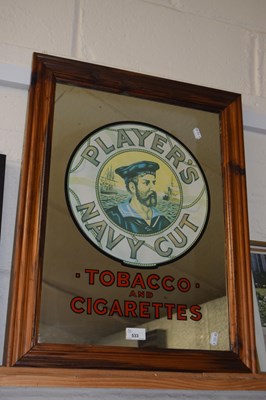 PLAYER'S
NAVY CUT
· TOBACCO ·
AND
CIGARETTES